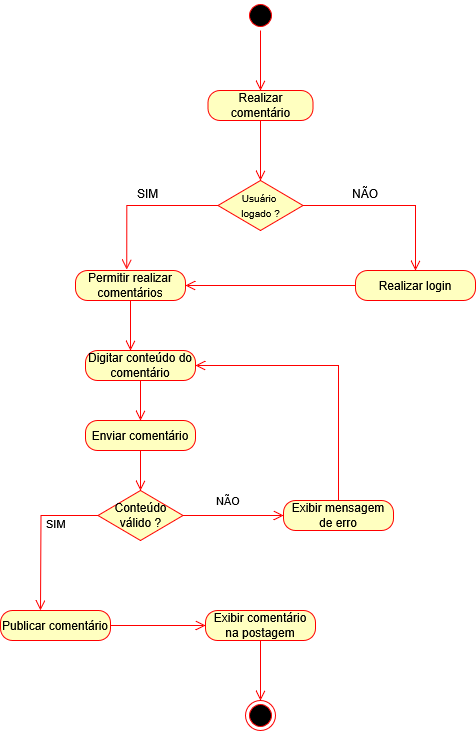 Realizar
comentário
Usuário
logado ?
SIM
NÃO
Permitir realizar
comentários
Realizar login
Digitar conteúdo do
comentário
Enviar comentário
Conteúdo
válido ?
NÃO
SIM
Exibir mensagem
de erro
Publicar comentário
Exibir comentário
na postagem